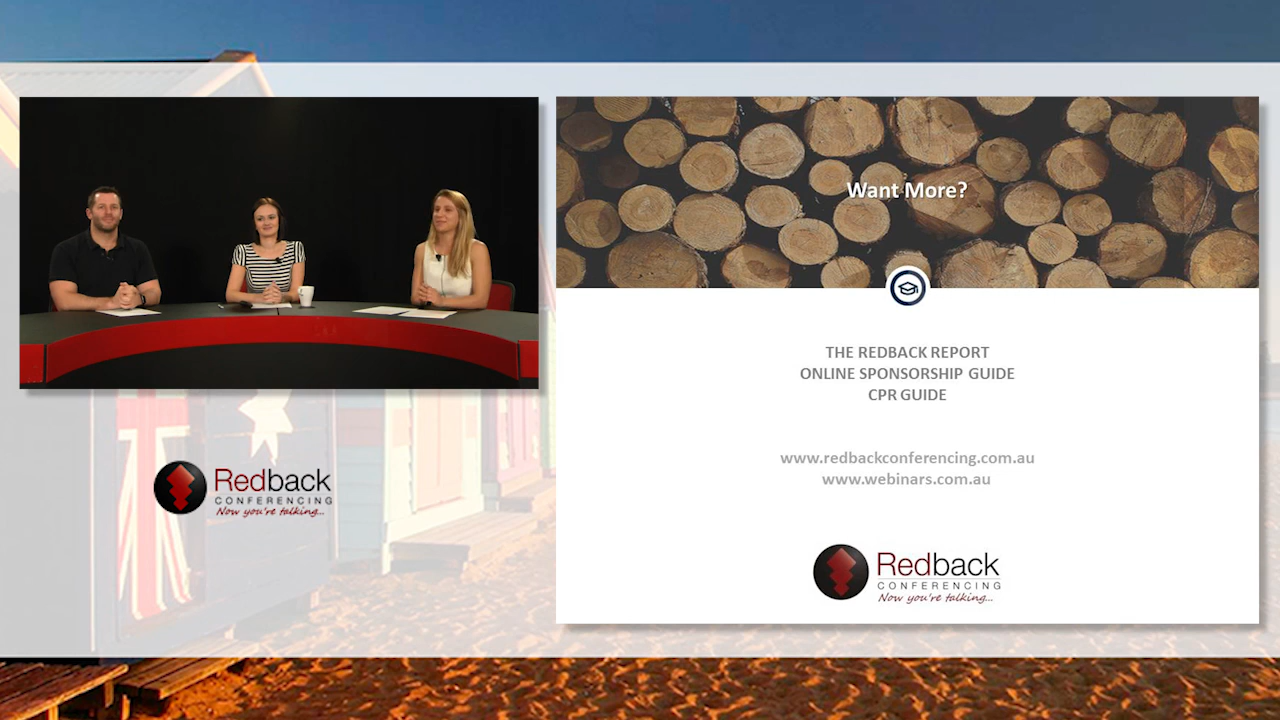 Want More?
THE REDBACK REPORT
ONLINE SPONSORSHIP GUIDE
CPR GUIDE
www.redbackconferencing.com.au
www.webinars.com.au
Redback
CONFERENCING
Now you're talking...
Redback
CONFERENCING
Now you're talking...